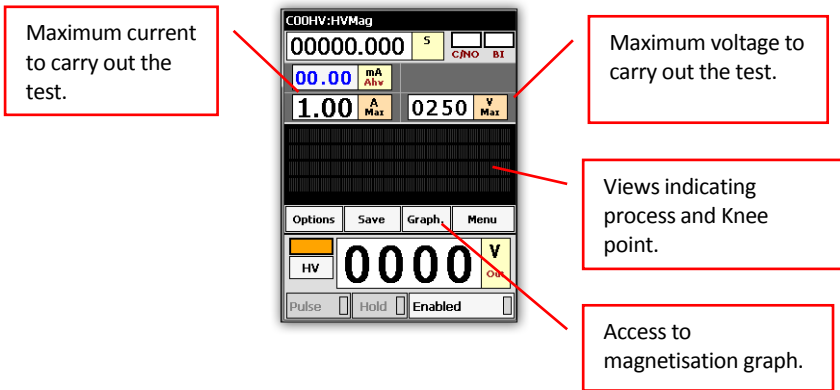 Maximum current
to carry out the
test.
C00HV:HVMag
00000.000 S C/NO BI
00.00 mA Ahv
1.00 A Max 0250 V Max
Options Save Graph. Menu
HV 0000 V Out
Pulse Hold Enabled
Maximum voltage to
carry out the test.
Views indicating
process and Knee
point.
Access to
magnetisation graph.